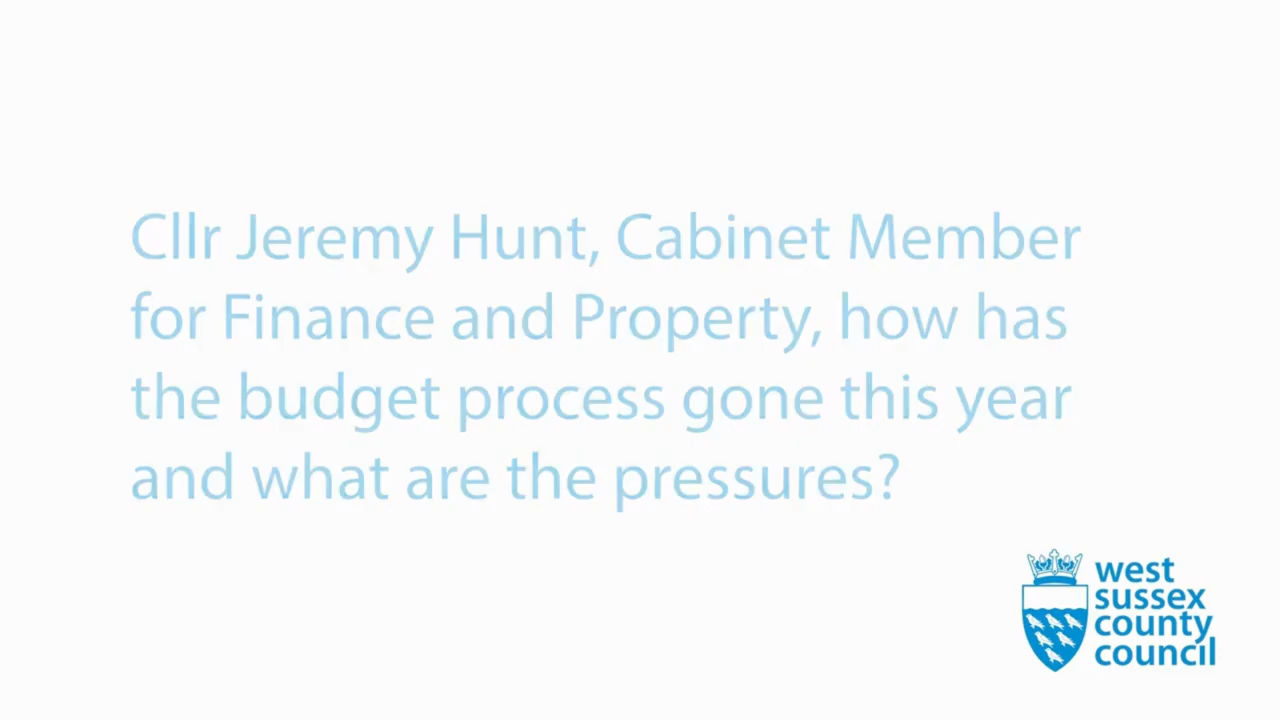 Cllr Jeremy Hunt, Cabinet Member
for Finance and Property, how has
the budget process gone this year
and what are the pressures?
west
sussex
county
council